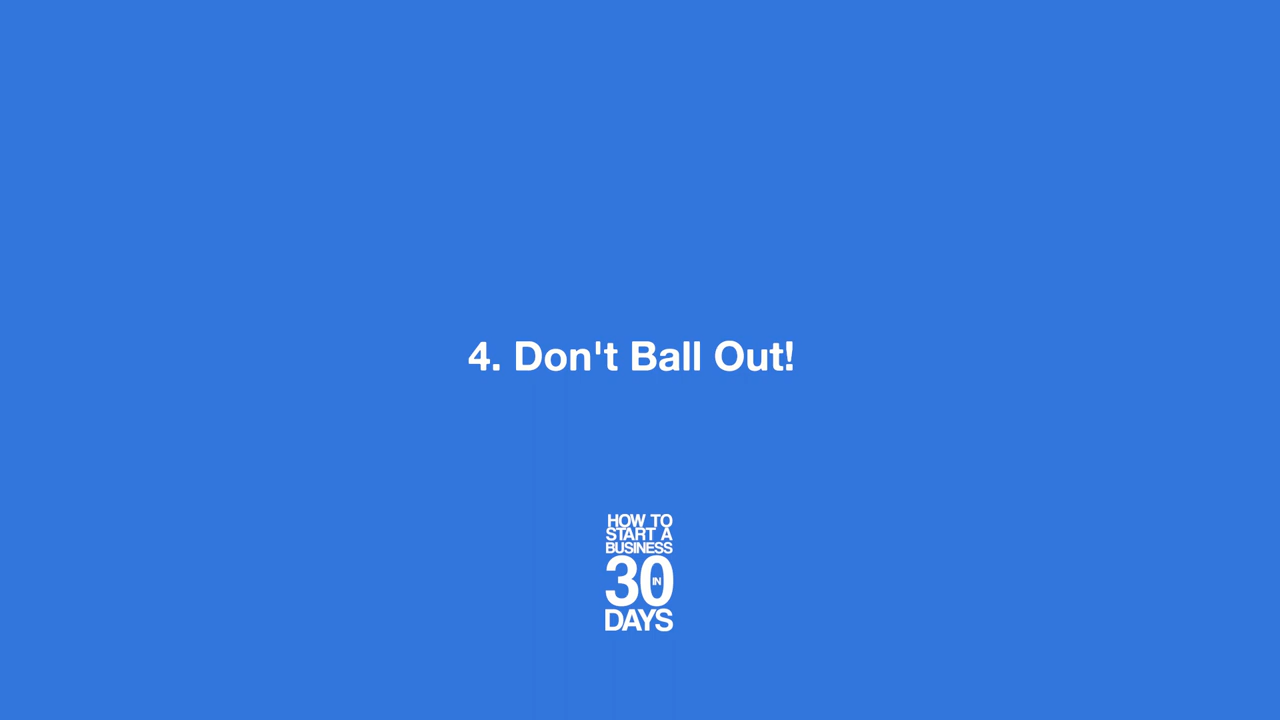 4. Don't Ball Out!
HOW TO
START A
BUSINESS
30
IN
DAYS